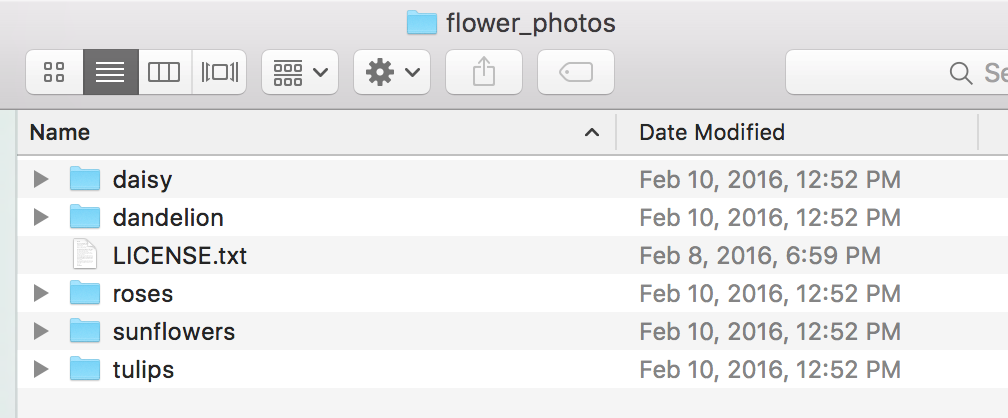 flower_photos
Se
Name Date Modified
daisy Feb 10, 2016, 12:52 PM
dandelion Feb 10, 2016, 12:52 PM
LICENSE.txt Feb 8, 2016, 6:59 PM
roses Feb 10, 2016, 12:52 PM
sunflowers Feb 10, 2016, 12:52 PM
tulips Feb 10, 2016, 12:52 PM